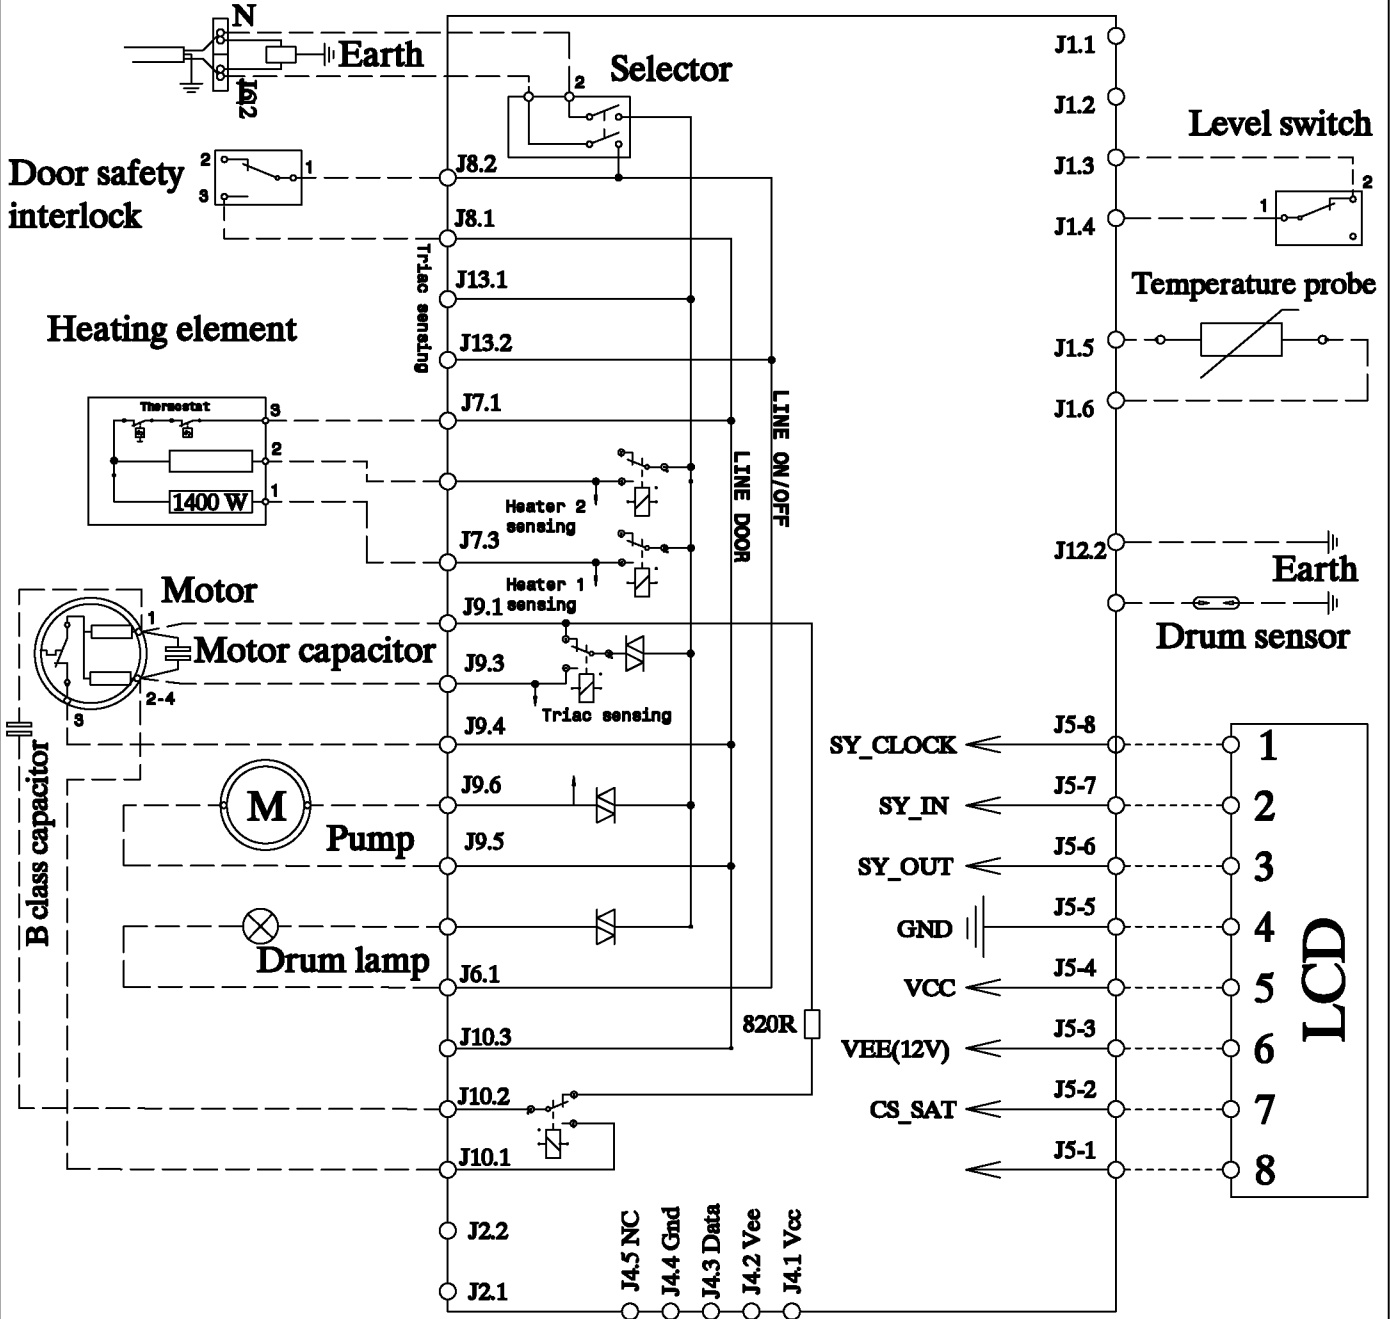 N
Earth
J6.2
Selector
2
Door safety
interlock
2
3
1
J8.2
J8.1
Triac sensing
J13.1
J13.2
Heating element
Thermostat
3
2
1
1400 W
J7.1
Heater 2
sensing
J7.3
Heater 1
sensing
LINE DOOR
LINE ON/OFF
Motor
1
2-4
3
Motor capacitor
B class capacitor
J9.1
J9.3
Triac sensing
J9.4
J9.6
M
Pump
J9.5
Drum lamp
J6.1
J10.3
820R
J10.2
J10.1
J2.2
J2.1
J4.5 NC
J4.4 Gnd
J4.3 Data
J4.2 Vee
J4.1 Vcc
J1.1
J1.2
Level switch
J1.3
2
1
J1.4
Temperature probe
J1.5
J1.6
J12.2
Earth
Drum sensor
SY_CLOCK J5-8 1
SY_IN J5-7 2
SY_OUT J5-6 3
GND J5-5 4
VCC J5-4 5
VEE(12V) J5-3 6
CS_SAT J5-2 7
J5-1 8
LCD